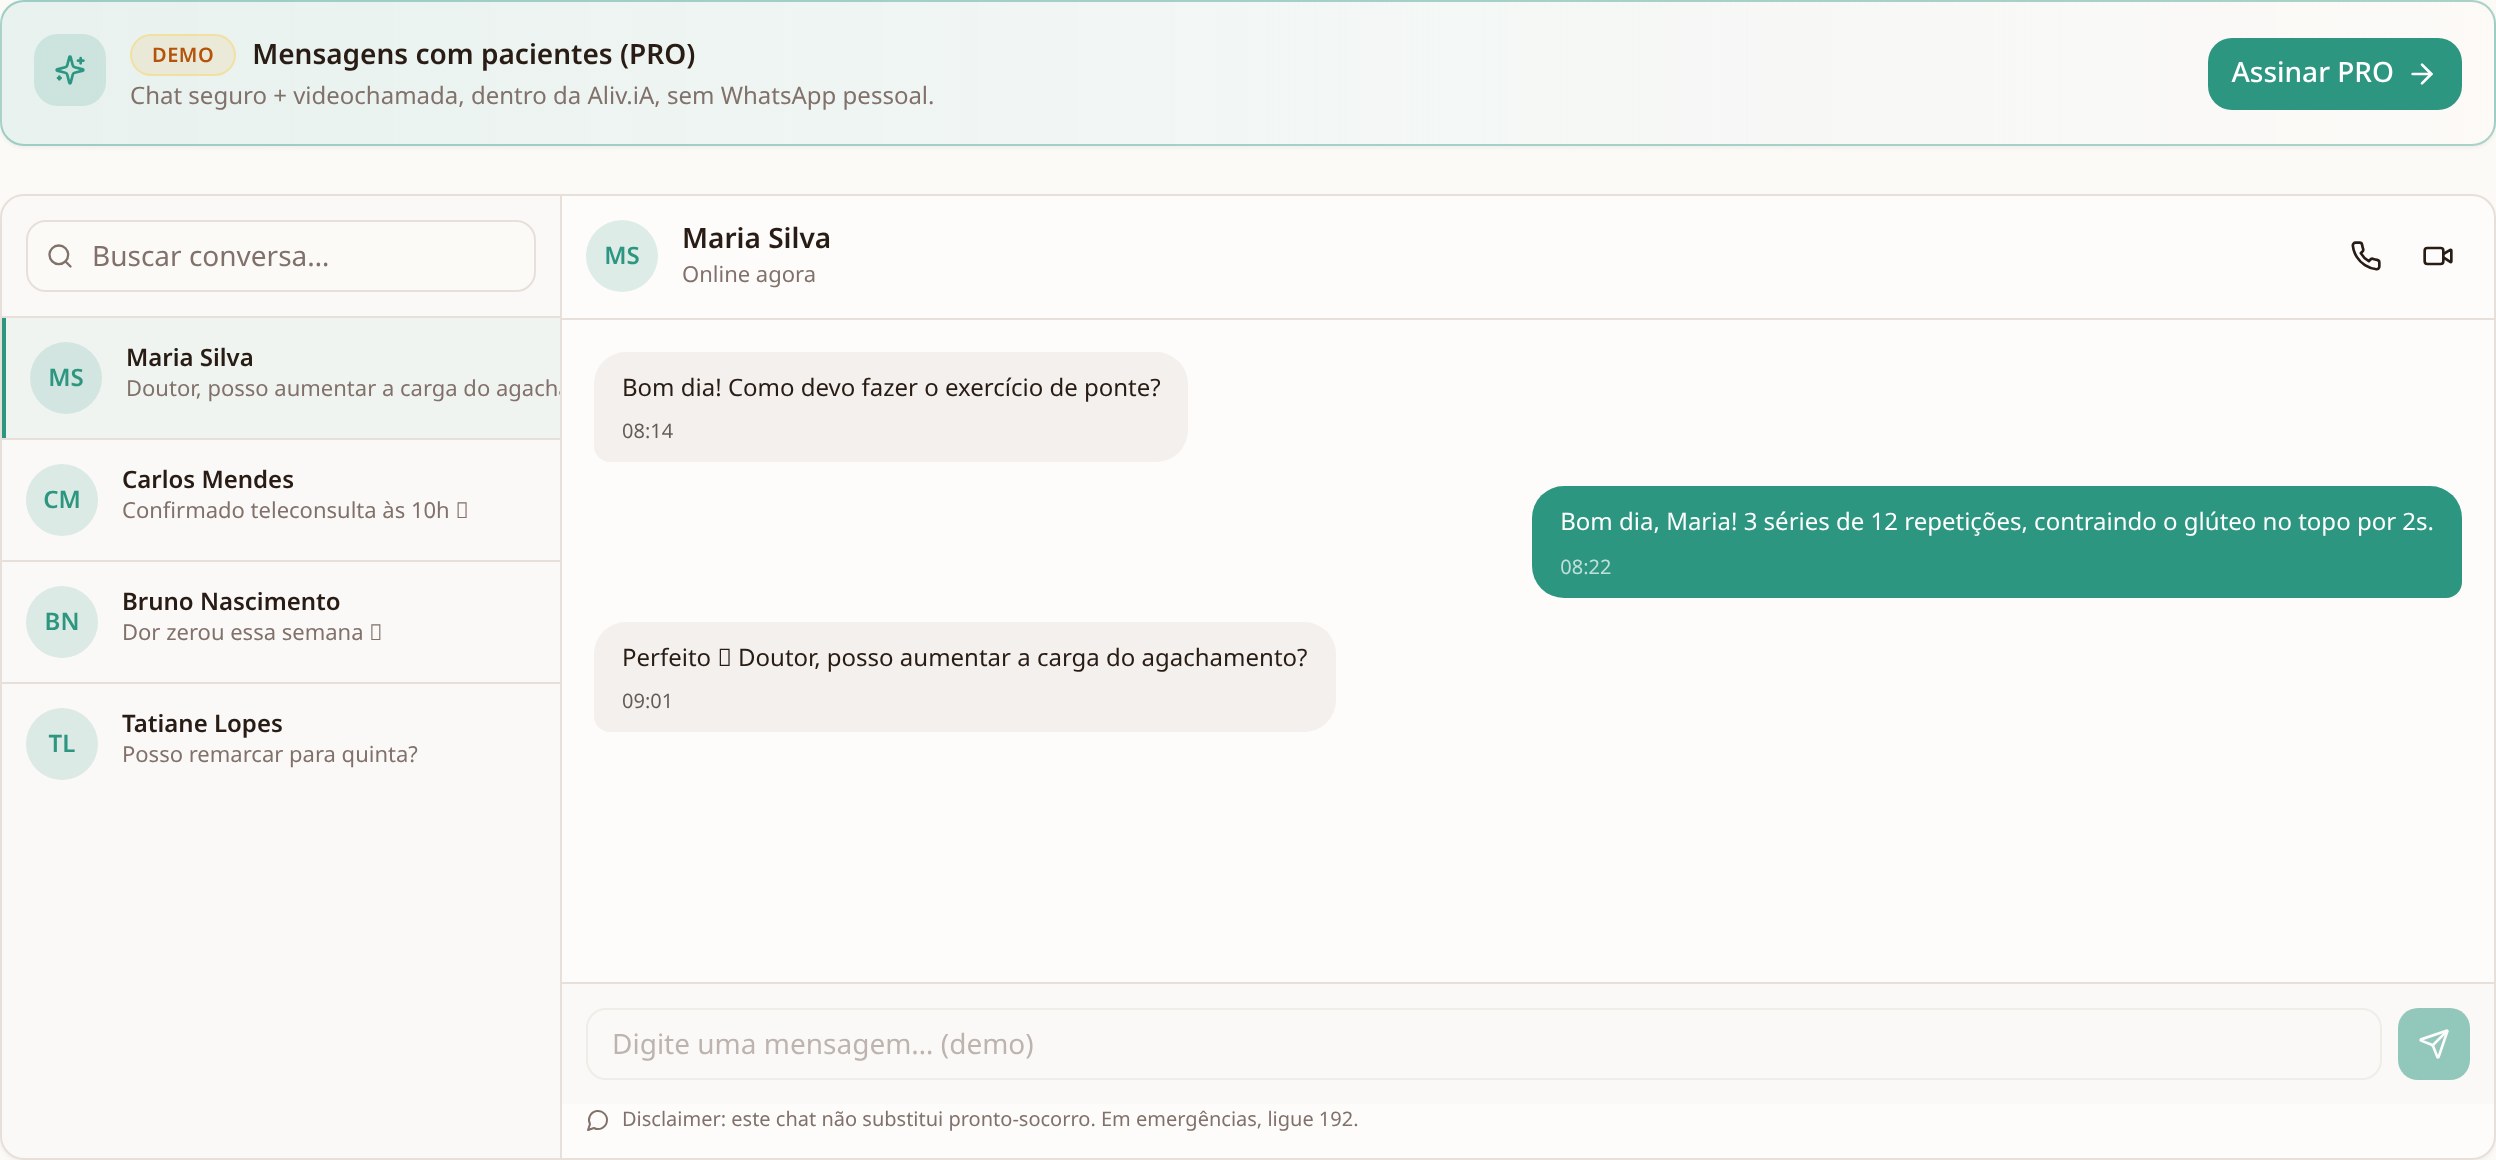 DEMO Mensagens com pacientes (PRO)
Chat seguro + videochamada, dentro da Aliv.iA, sem WhatsApp pessoal.
Assinar PRO
Buscar conversa...
MS
Maria Silva
Doutor, posso aumentar a carga do agach
CM
Carlos Mendes
Confirmado teleconsulta às 10h
BN
Bruno Nascimento
Dor zerou essa semana
TL
Tatiane Lopes
Posso remarcar para quinta?
MS
Maria Silva
Online agora
Bom dia! Como devo fazer o exercício de ponte?
08:14
Bom dia, Maria! 3 séries de 12 repetições, contraindo o glúteo no topo por 2s.
08:22
Perfeito Doutor, posso aumentar a carga do agachamento?
09:01
Digite uma mensagem... (demo)
Disclaimer: este chat não substitui pronto-socorro. Em emergências, ligue 192.